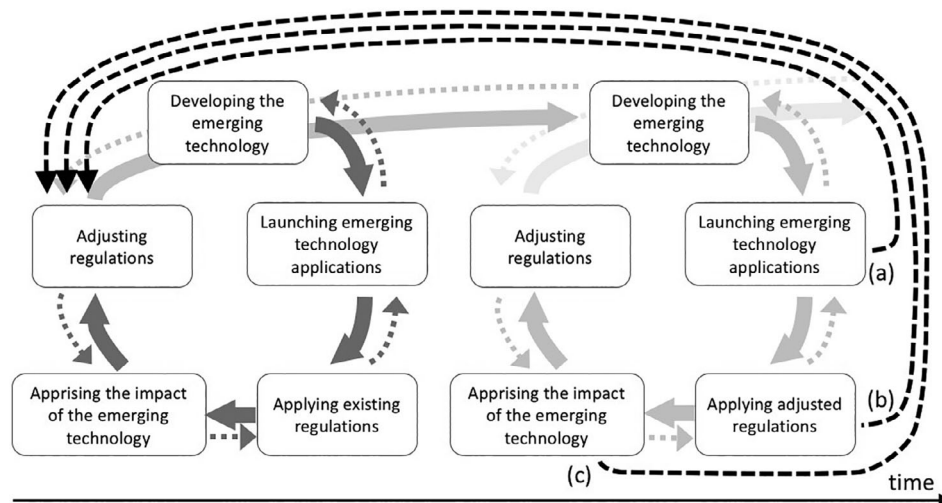 Developing the
emerging
technology
Developing the
emerging
technology
Adjusting
regulations
Launching emerging
technology
applications
Adjusting
regulations
Launching emerging
technology
applications
(a)
Apprising the impact
of the emerging
technology
Applying existing
regulations
Apprising the impact
of the emerging
technology
Applying adjusted
regulations
(b)
(c)
time